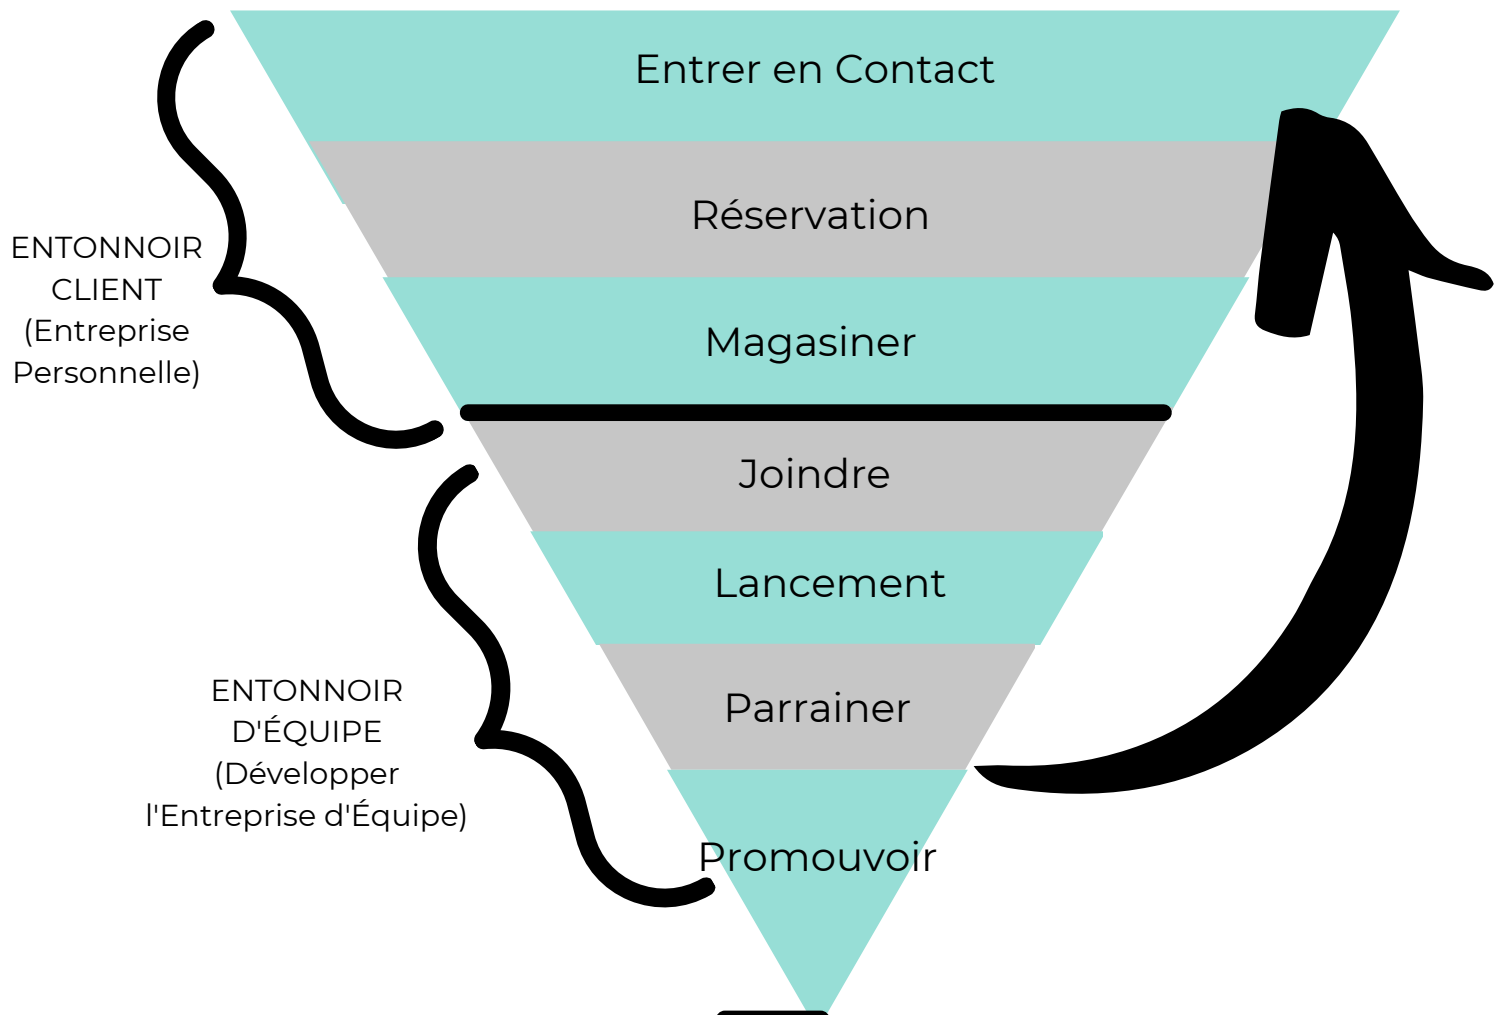 Entrer en Contact
Réservation
Magasiner
Joindre
Lancement
Parrainer
Promouvoir
ENTONNOIR
CLIENT
(Entreprise
Personnelle)
ENTONNOIR
D'ÉQUIPE
(Développer
l'Entreprise d'Équipe)